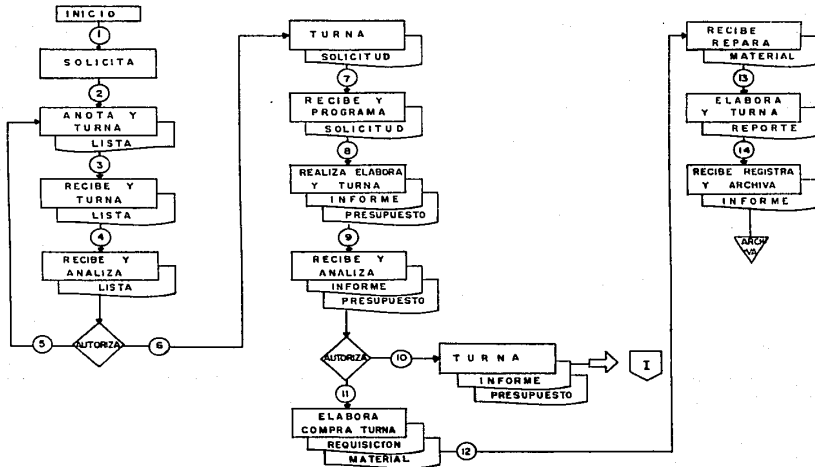 INICIO
1
SOLICITA
2
ANOTA Y
TURNA
LISTA
3
RECIBE Y
TURNA
LISTA
4
RECIBE Y
ANALIZA
LISTA
AUTORIZA
5
6
TURNA
SOLICITUD
7
RECIBE Y
PROGRAMA
SOLICITUD
8
REALIZA ELABORA
Y TURNA
INFORME
PRESUPUESTO
9
RECIBE Y
ANALIZA
INFORME
PRESUPUESTO
AUTORIZA
10
TURNA
INFORME
PRESUPUESTO
I
11
ELABORA
COMPRA TURNA
REQUISICION
MATERIAL
12
RECIBE
REPARA
MATERIAL
13
ELABORA
Y TURNA
REPORTE
14
RECIBE REGISTRA
Y ARCHIVA
INFORME
ARCHI
VA